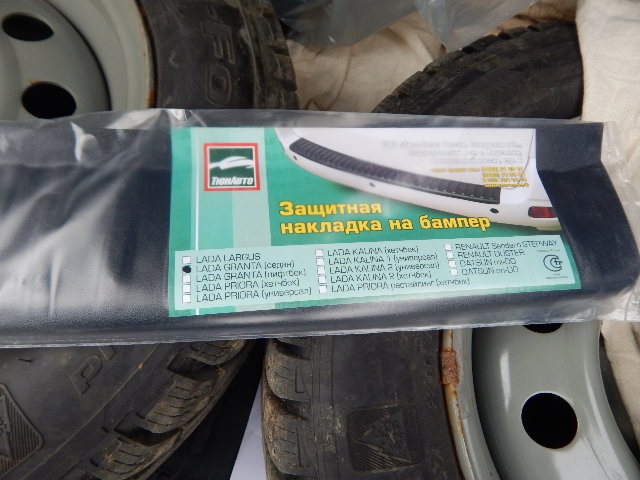 ТюнАвто
Защитная
накладка на бампер
LADA LARGUS
LADA GRANTA (седан)
LADA GRANTA (лифтбек)
LADA PRIORA (хетчбек)
LADA PRIORA (универсал)
LADA KALINA (хетчбек)
LADA KALINA 1 (универсал)
LADA KALINA 2 (универсал)
LADA KALINA 2 (хетчбек)
LADA PRIORA рестайлинг (хетчбек)
RENAULT Sandero STEPWAY
RENAULT DUSTER
DATSUN mi-DO
DATSUN on-DO